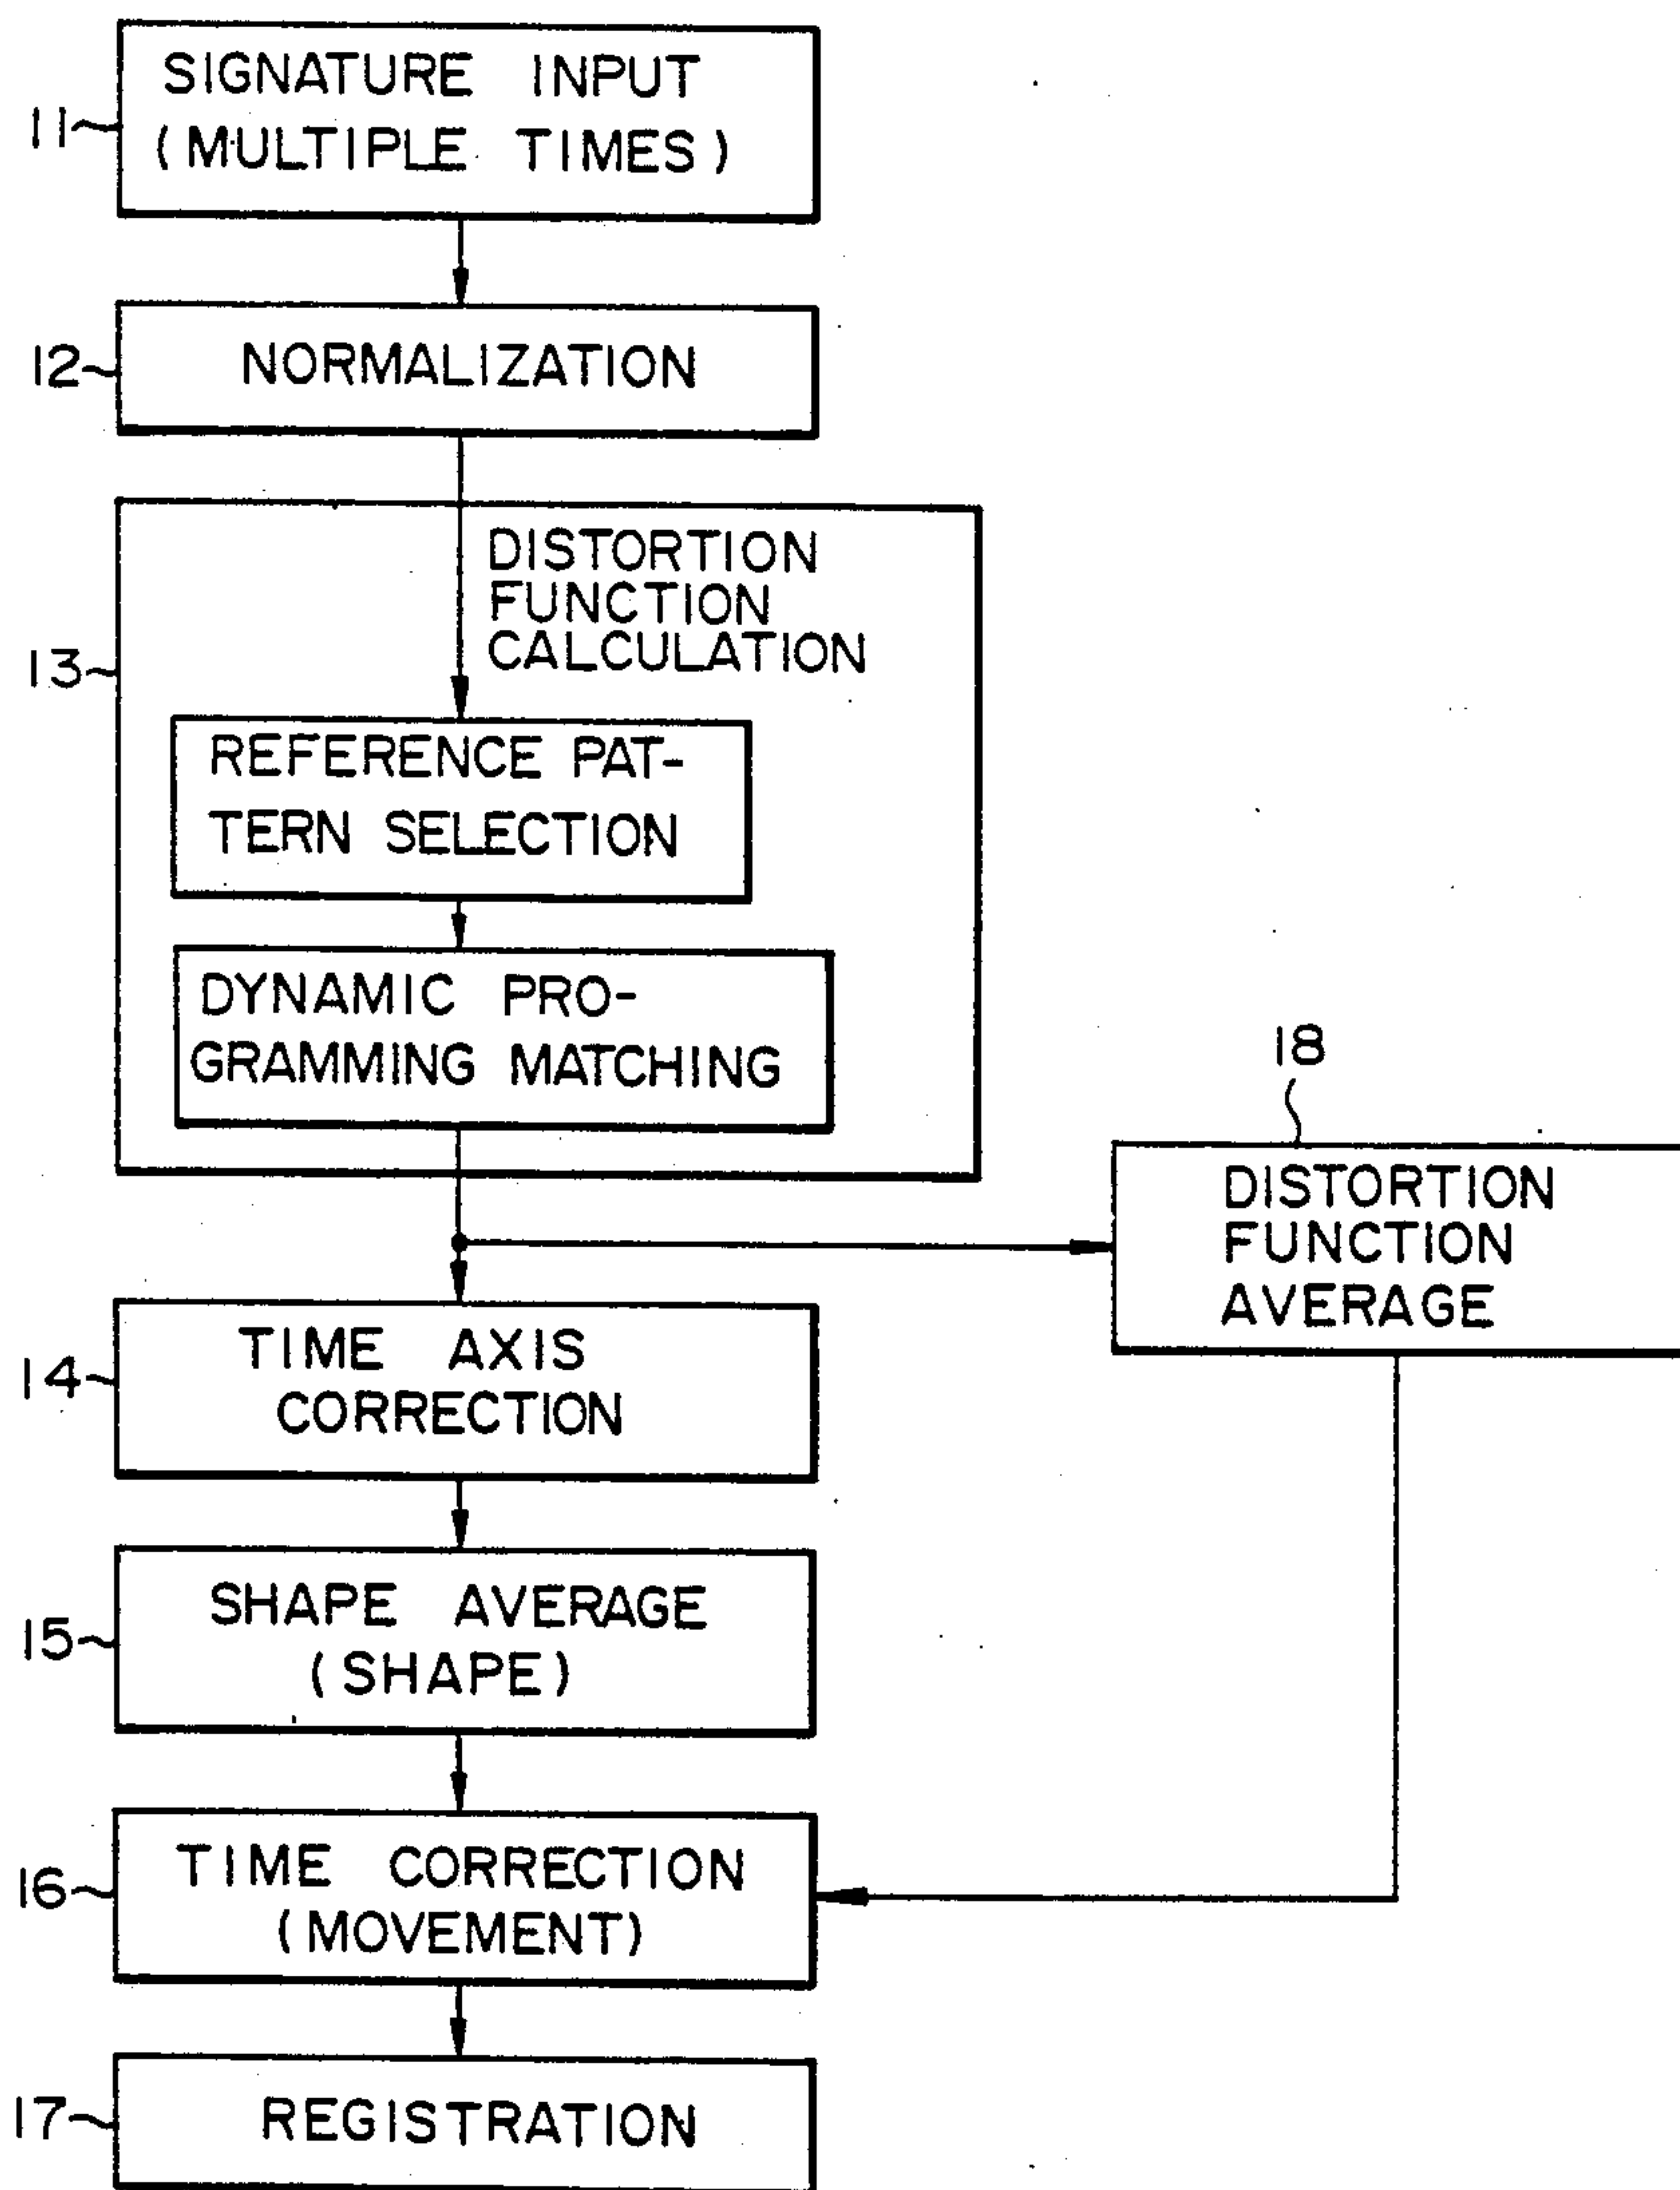 SIGNATURE INPUT
(MULTIPLE TIMES)
11
NORMALIZATION
12
DISTORTION
FUNCTION
CALCULATION
13
REFERENCE PAT-
TERN SELECTION
DYNAMIC PRO-
GRAMMING MATCHING
18
DISTORTION
FUNCTION
AVERAGE
TIME AXIS
CORRECTION
14
SHAPE AVERAGE
(SHAPE)
15
TIME CORRECTION
(MOVEMENT)
16
REGISTRATION
17